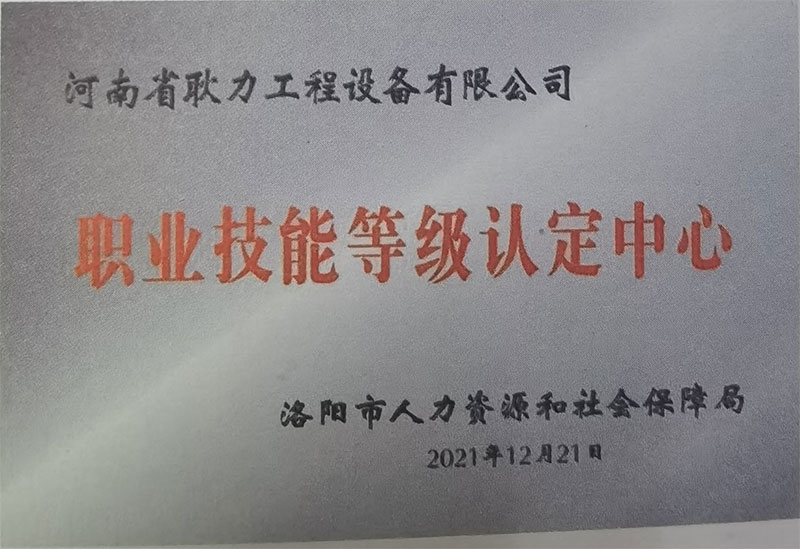 河南省耿力工程设备有限公司
职业技能等级认定中心
洛阳市人力资源和社会保障局
2021年12月21日